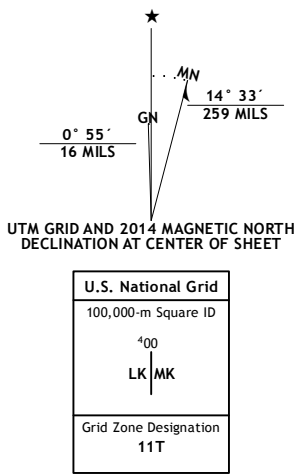 ★
MN
14° 33´
259 MILS
GN
0° 55´
16 MILS
UTM GRID AND 2014 MAGNETIC NORTH
DECLINATION AT CENTER OF SHEET
U.S. National Grid
100,000-m Square ID
⁴00
LK MK
Grid Zone Designation
11T